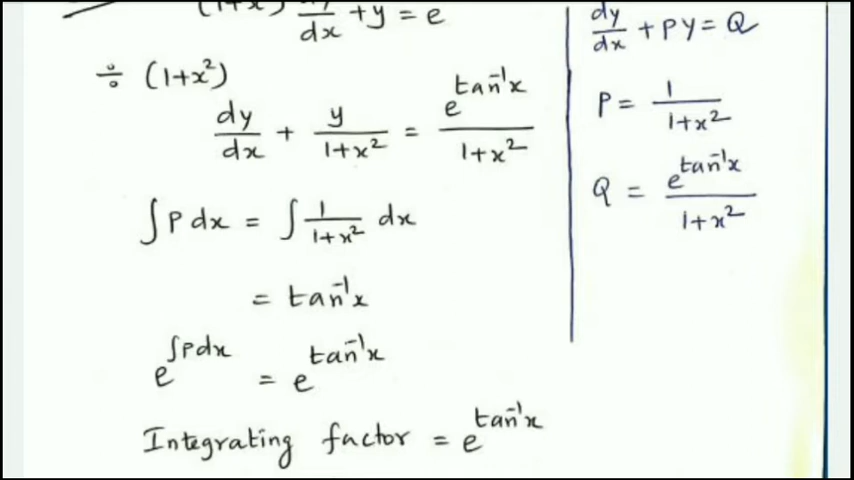 dx + y = e
÷ (1+x²)
dy/dx + y/(1+x²) = e^(tan⁻¹x)/(1+x²)
∫P dx = ∫ 1/(1+x²) dx
= tan⁻¹x
e^(∫Pdx) = e^(tan⁻¹x)
Integrating factor = e^(tan⁻¹x)
dy/dx + Py = Q
P = 1/(1+x²)
Q = e^(tan⁻¹x)/(1+x²)